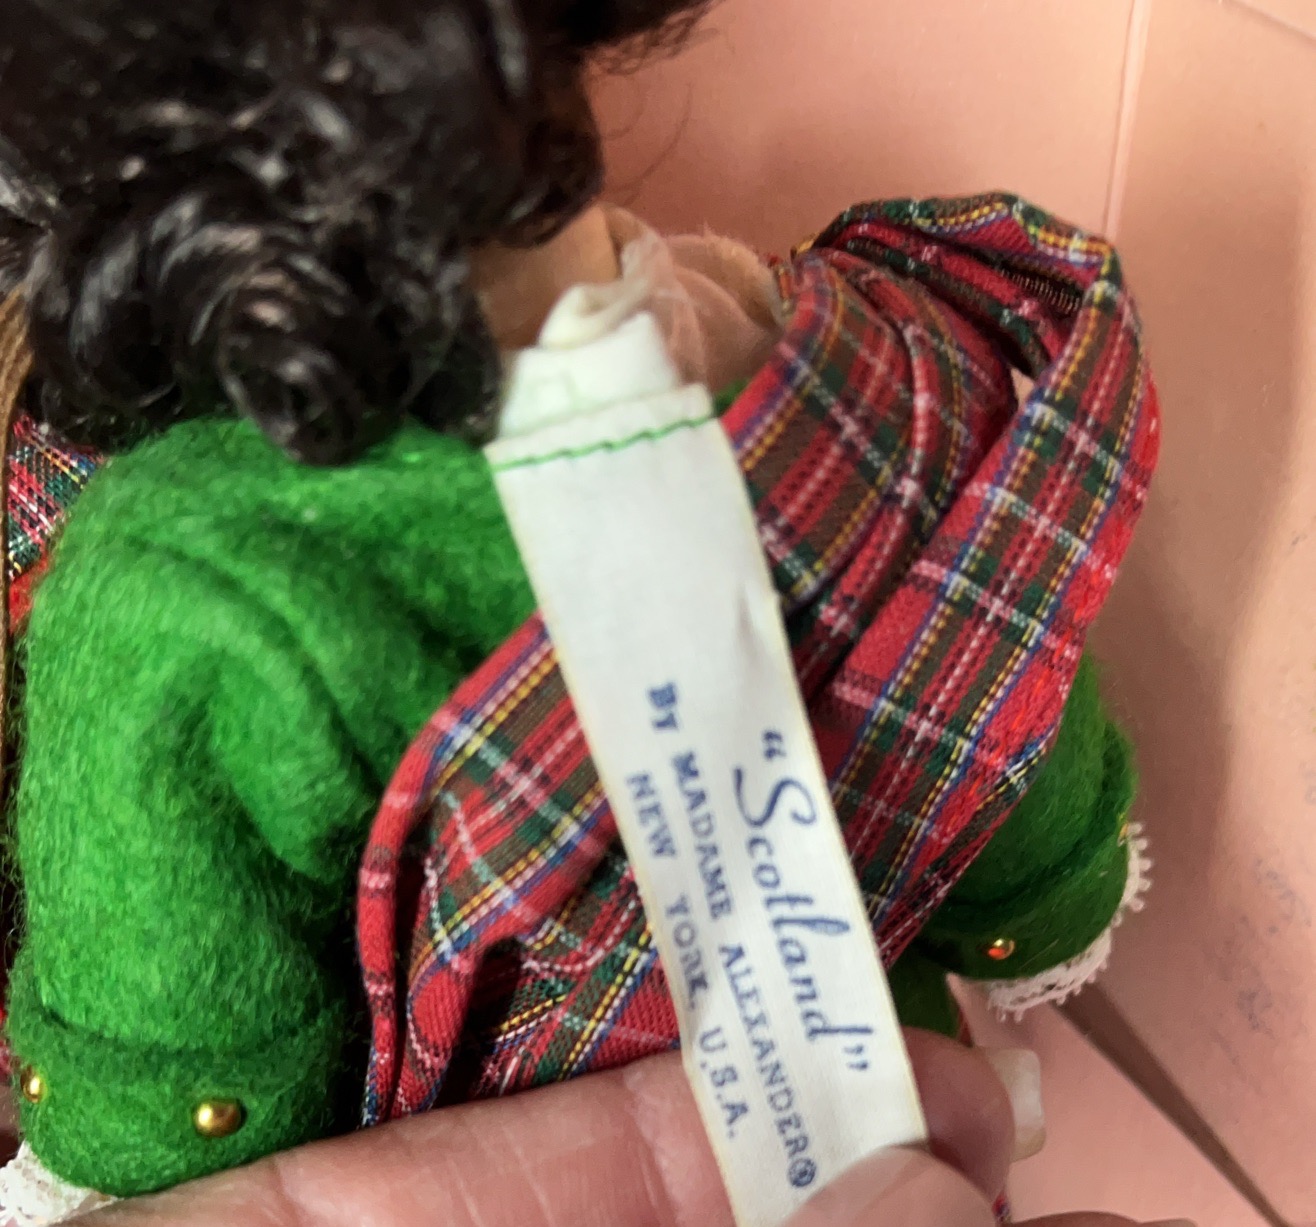 "Scotland"
BY MADAME ALEXANDER®
NEW YORK, U.S.A.